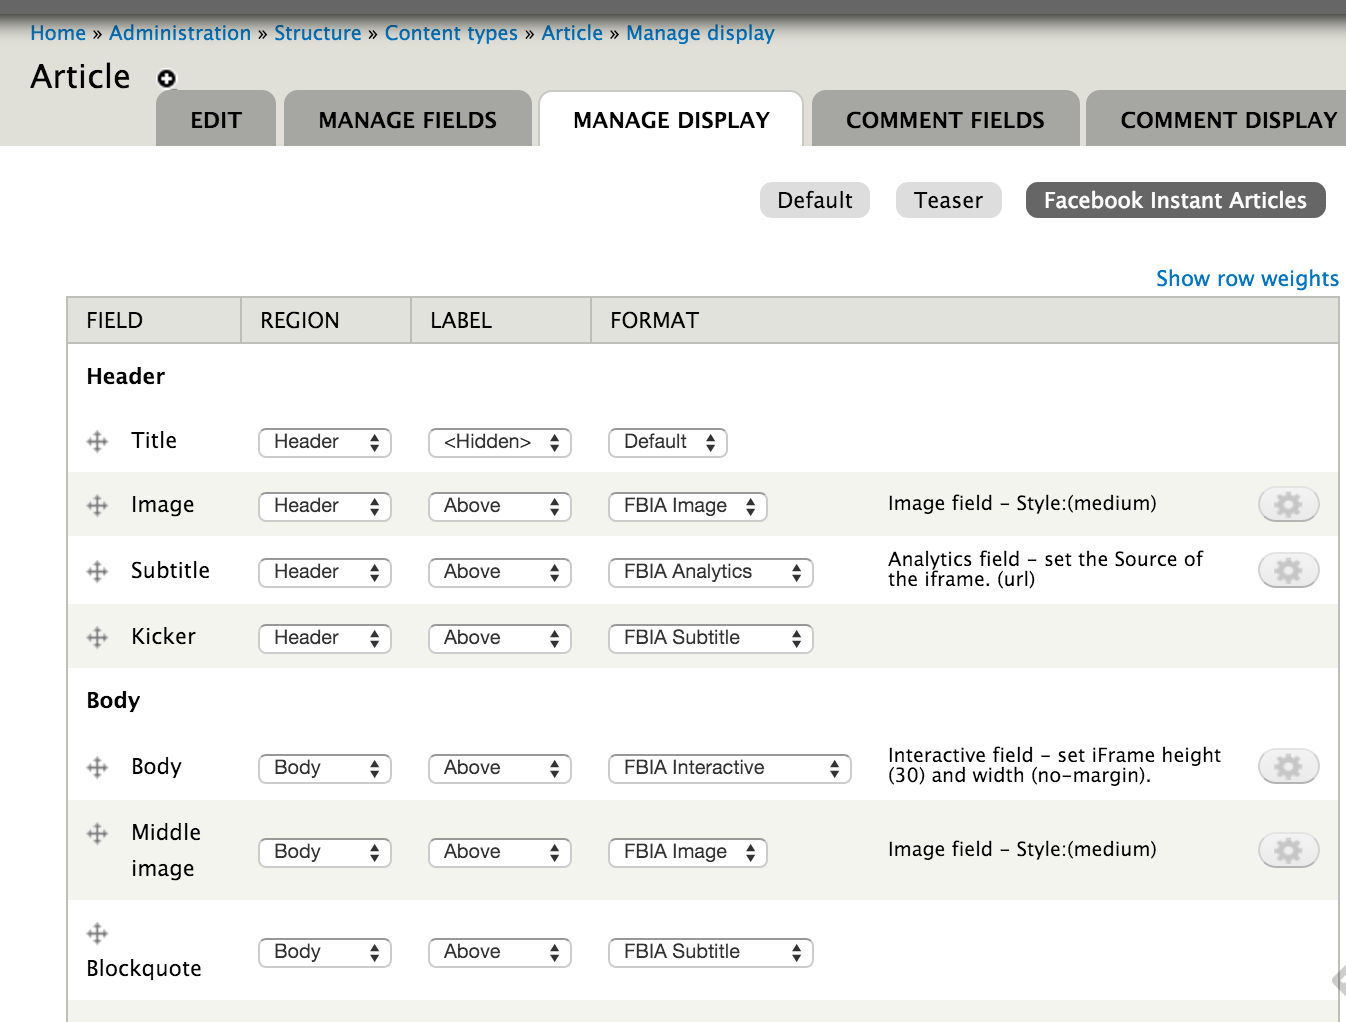 Home » Administration » Structure » Content types » Article » Manage display
Article
EDIT MANAGE FIELDS MANAGE DISPLAY COMMENT FIELDS COMMENT DISPLAY
Default Teaser Facebook Instant Articles
Show row weights
FIELD REGION LABEL FORMAT
Header
Title Header <Hidden> Default
Image Header Above FBIA Image Image field – Style:(medium)
Subtitle Header Above FBIA Analytics Analytics field – set the Source of
the iframe. (url)
Kicker Header Above FBIA Subtitle
Body
Body Body Above FBIA Interactive Interactive field – set iFrame height
(30) and width (no-margin).
Middle
image Body Above FBIA Image Image field – Style:(medium)
Blockquote Body Above FBIA Subtitle